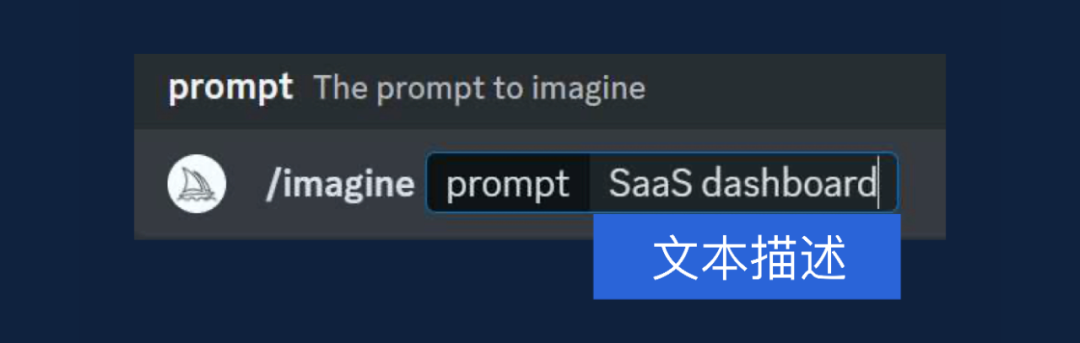 prompt The prompt to imagine
/imagine prompt SaaS dashboard
文本描述